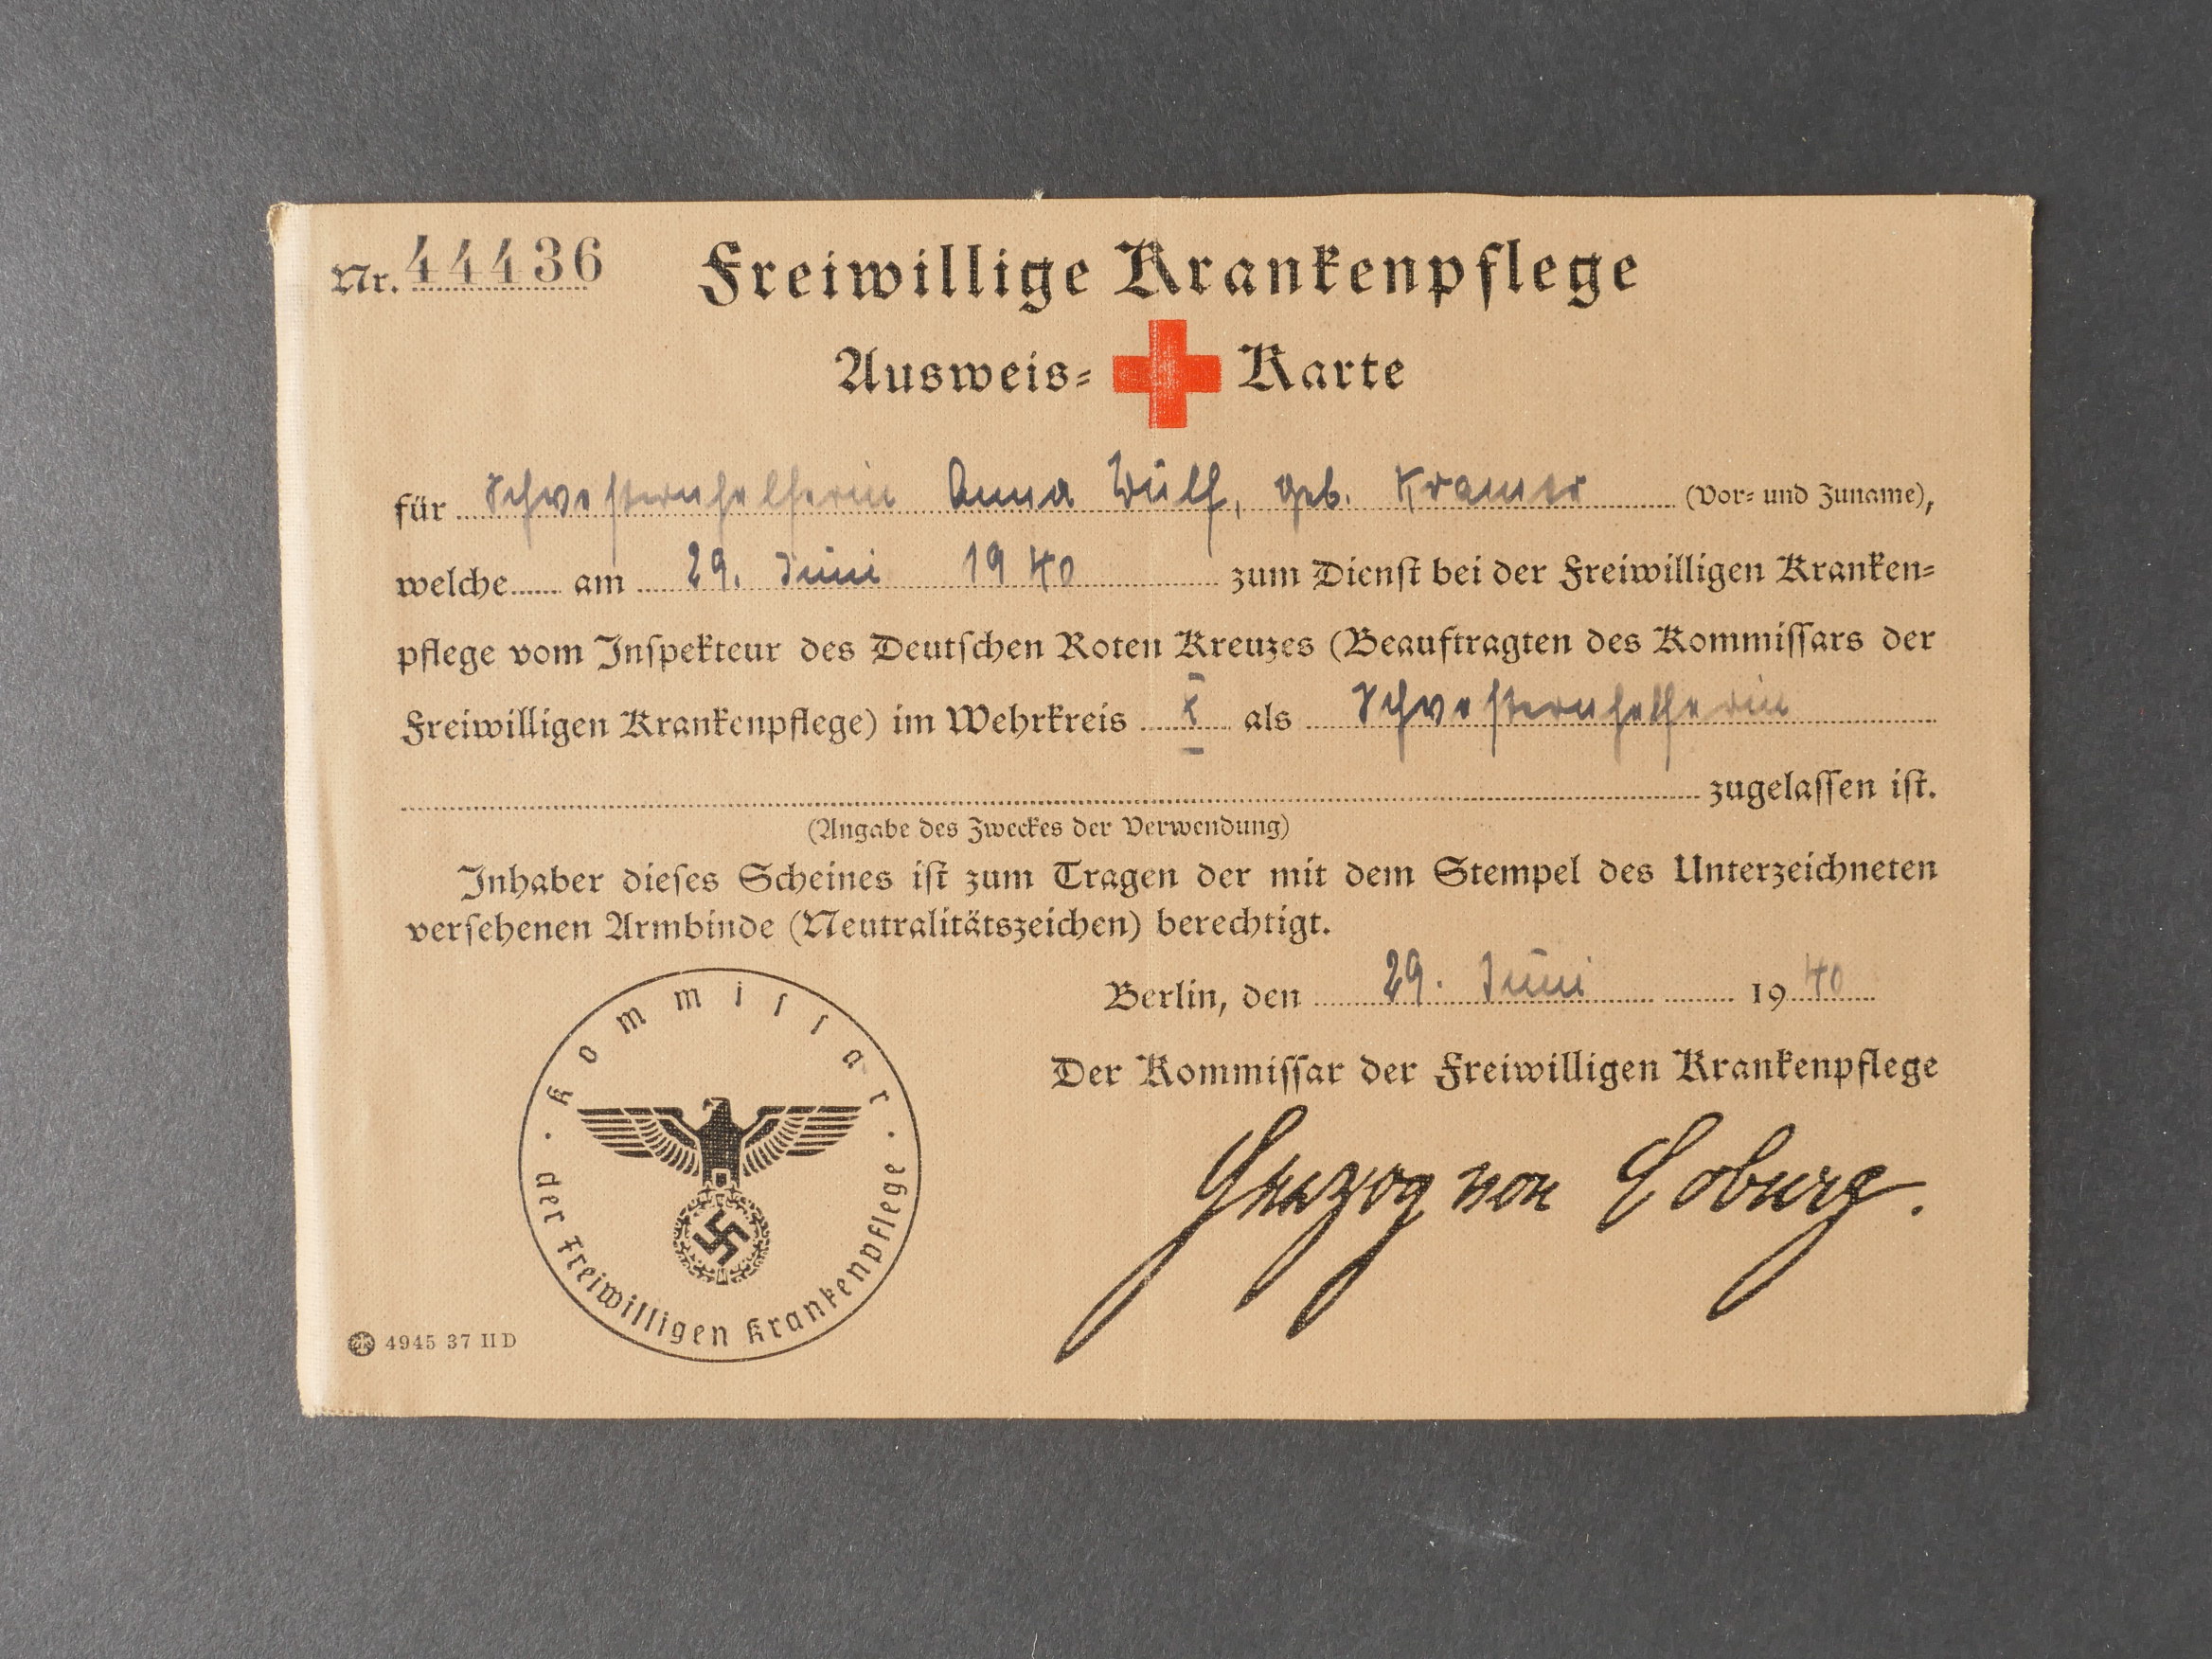 Nr. 44436
Freiwillige Krankenpflege
Ausweis= Karte
für Schwesternhelferin Anna Wulf, geb. Kramer (Vor= und Zuname),
welche am 29. Juni 1940 zum Dienst bei der Freiwilligen Kranken=
pflege vom Inspekteur des Deutschen Roten Kreuzes (Beauftragten des Kommissars der
Freiwilligen Krankenpflege) im Wehrkreis X als Schwesternhelferin
zugelassen ist.
(Angabe des Zweckes der Verwendung)
Inhaber dieses Scheines ist zum Tragen der mit dem Stempel des Unterzeichneten
versehenen Armbinde (Neutralitätszeichen) berechtigt.
Berlin, den 29. Juni 1940
Der Kommissar der Freiwilligen Krankenpflege
Herzog von Coburg.
Kommissar
der Freiwilligen Krankenpflege
4945 37 II D